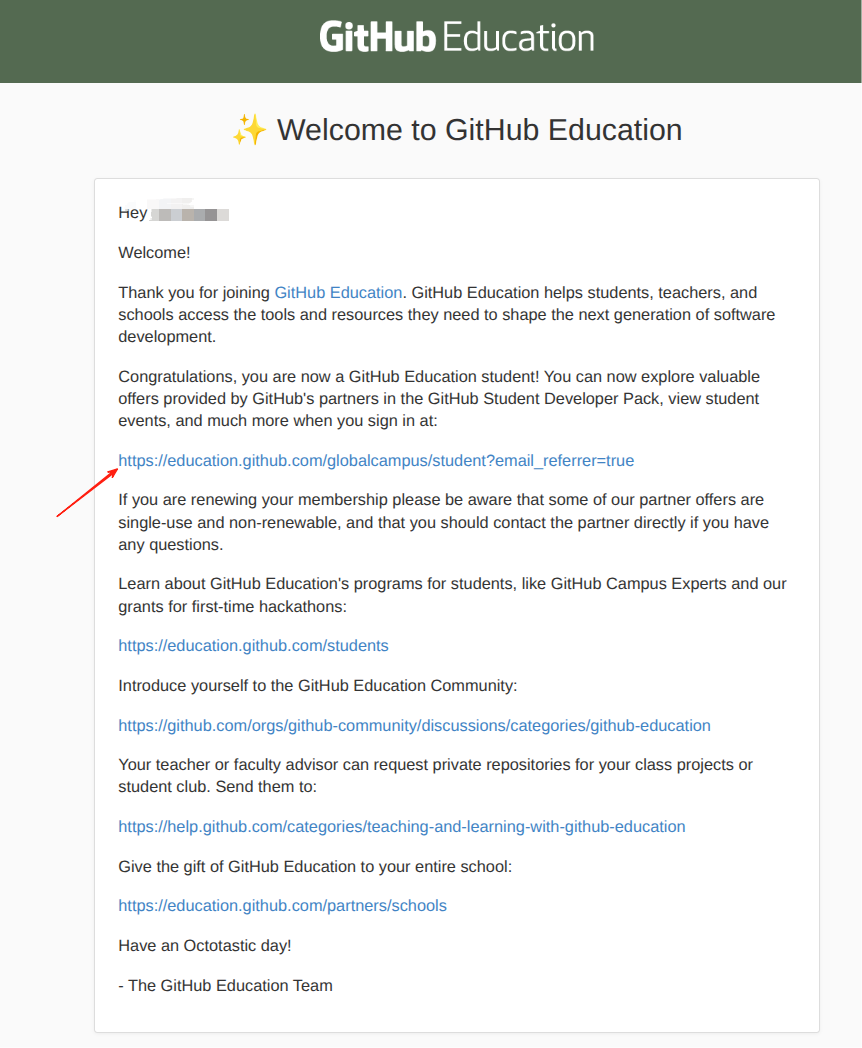 GitHub Education
✨ Welcome to GitHub Education
Hey
Welcome!
Thank you for joining GitHub Education. GitHub Education helps students, teachers, and
schools access the tools and resources they need to shape the next generation of software
development.
Congratulations, you are now a GitHub Education student! You can now explore valuable
offers provided by GitHub's partners in the GitHub Student Developer Pack, view student
events, and much more when you sign in at:
https://education.github.com/globalcampus/student?email_referrer=true
If you are renewing your membership please be aware that some of our partner offers are
single-use and non-renewable, and that you should contact the partner directly if you have
any questions.
Learn about GitHub Education's programs for students, like GitHub Campus Experts and our
grants for first-time hackathons:
https://education.github.com/students
Introduce yourself to the GitHub Education Community:
https://github.com/orgs/github-community/discussions/categories/github-education
Your teacher or faculty advisor can request private repositories for your class projects or
student club. Send them to:
https://help.github.com/categories/teaching-and-learning-with-github-education
Give the gift of GitHub Education to your entire school:
https://education.github.com/partners/schools
Have an Octotastic day!
- The GitHub Education Team